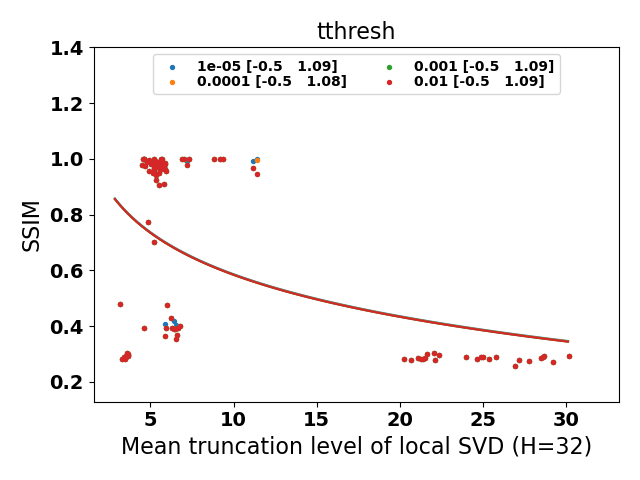 tthresh
1e-05 [-0.5   1.09]
0.0001 [-0.5   1.08]
0.001 [-0.5   1.09]
0.01 [-0.5   1.09]
1.4
1.2
1.0
0.8
0.6
0.4
0.2
SSIM
5 10 15 20 25 30
Mean truncation level of local SVD (H=32)